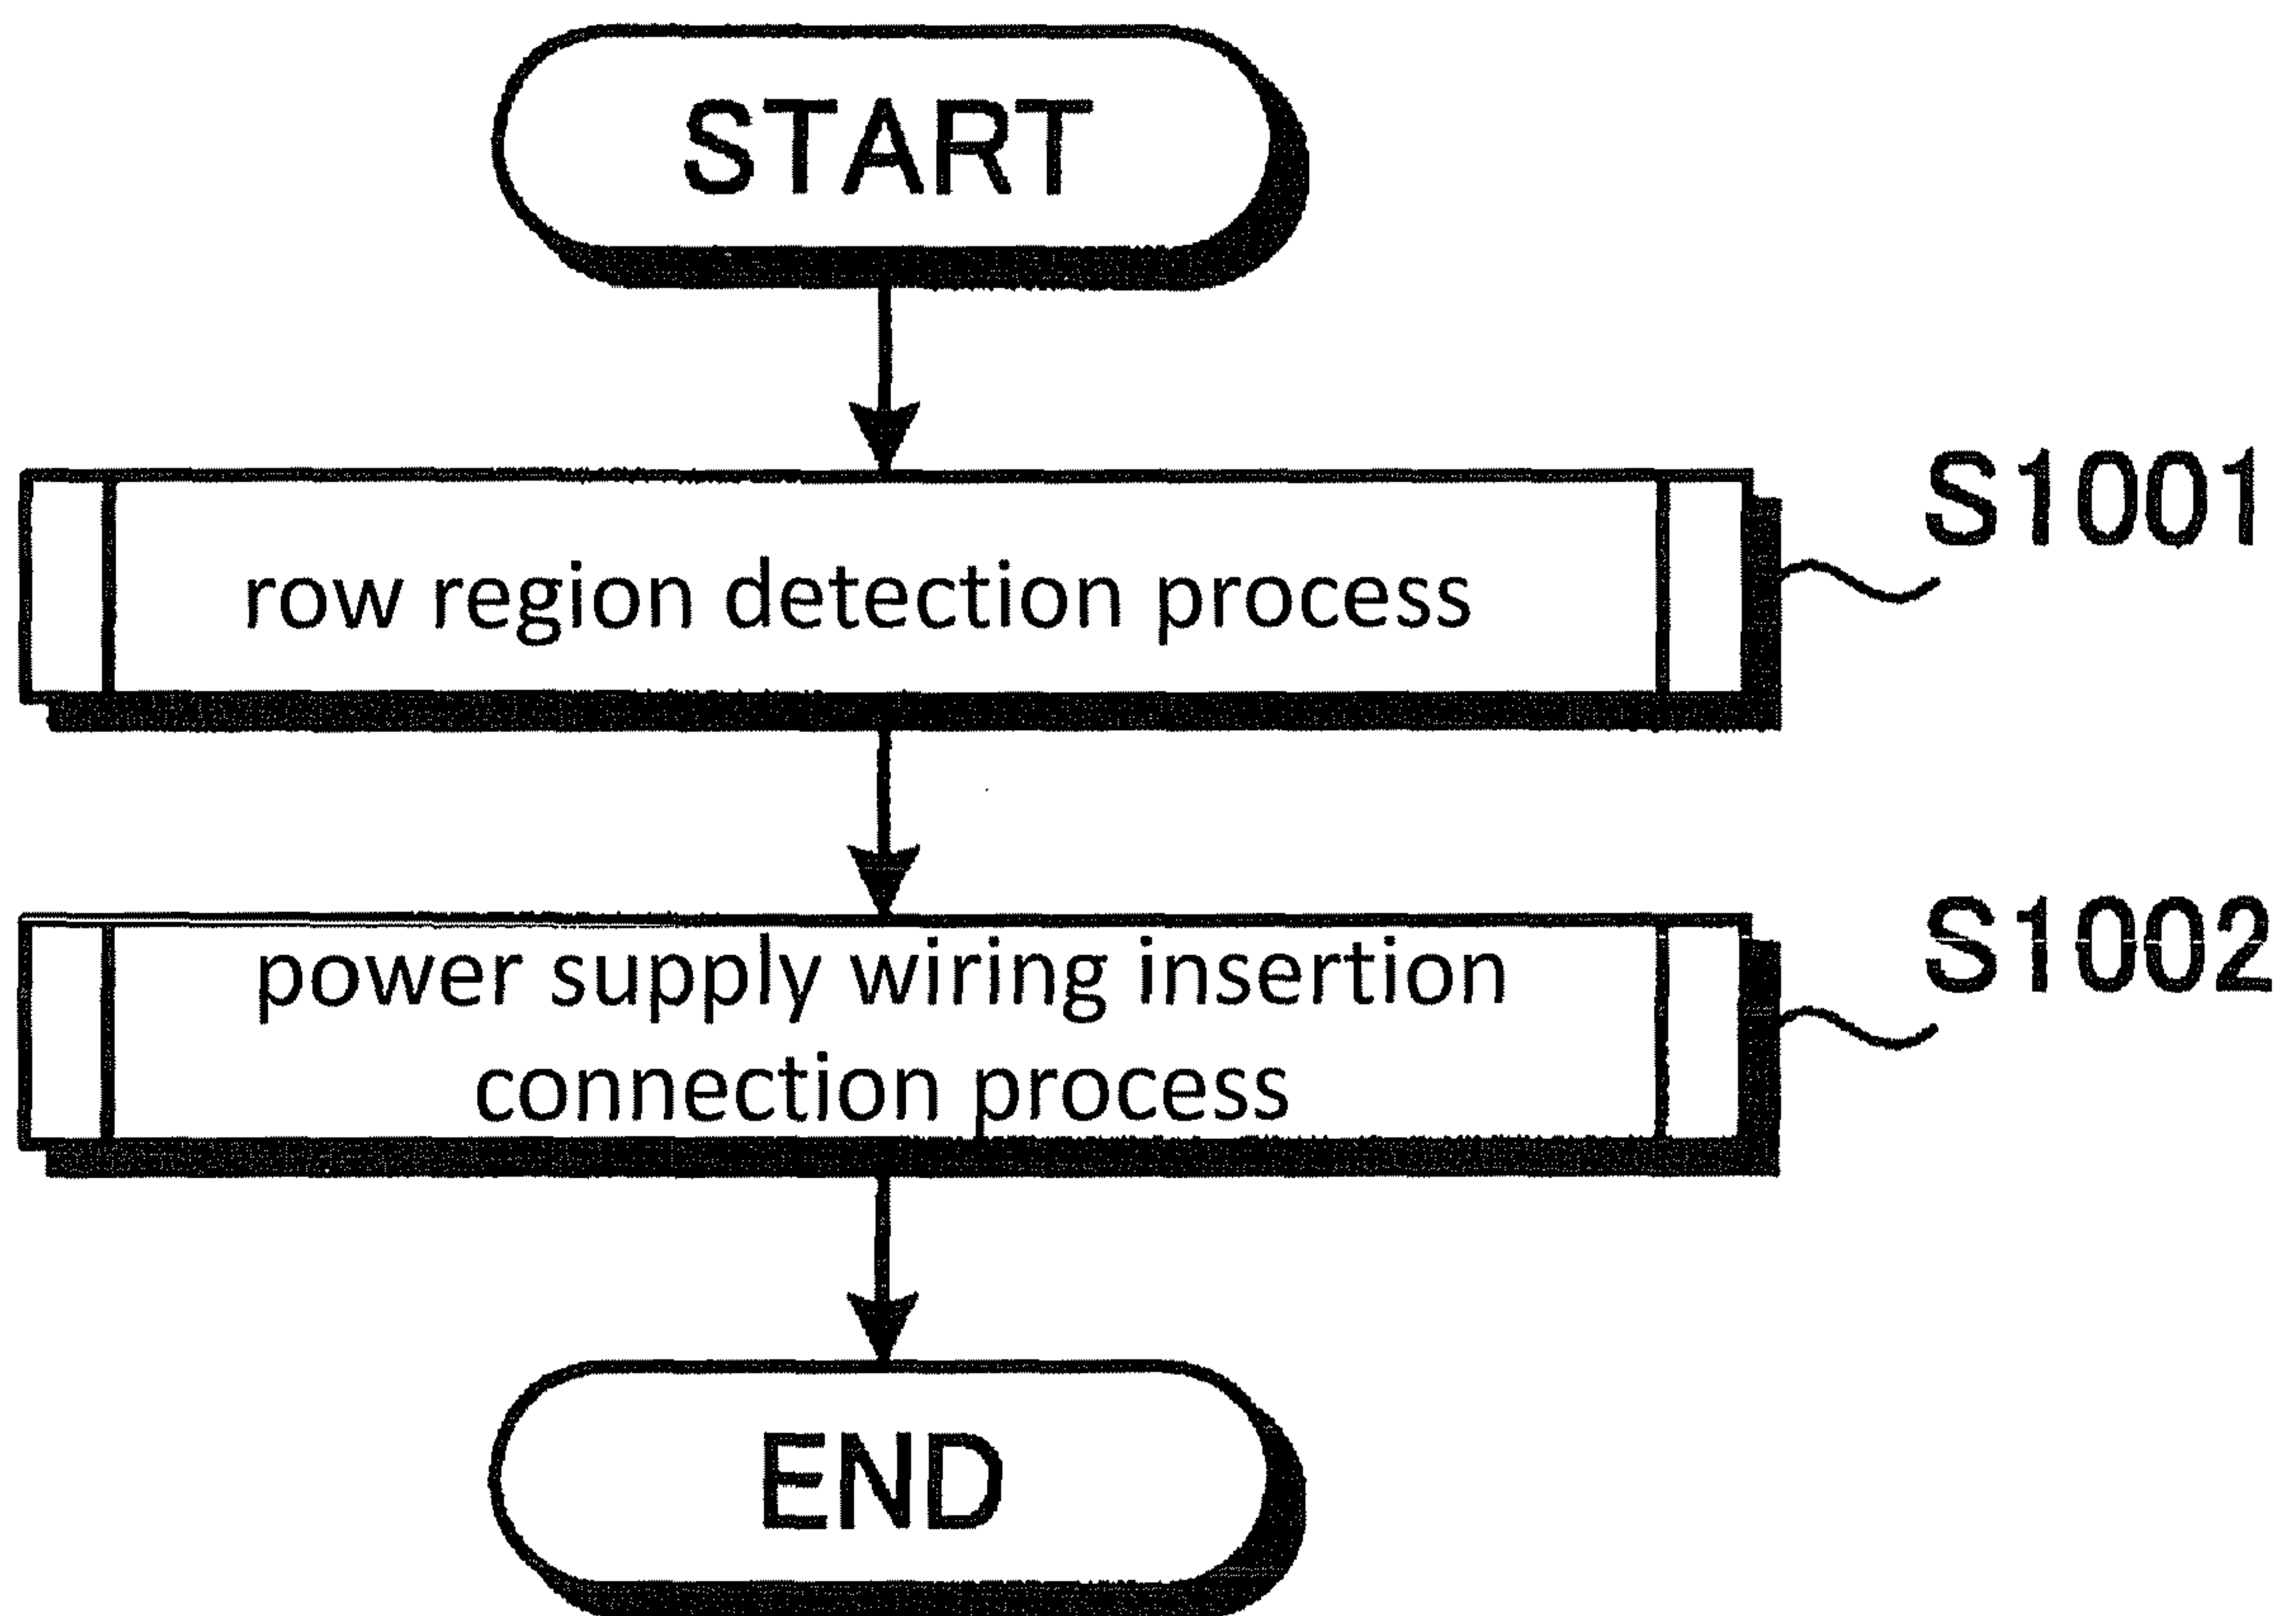 START
row region detection process
S1001
power supply wiring insertion
connection process
S1002
END